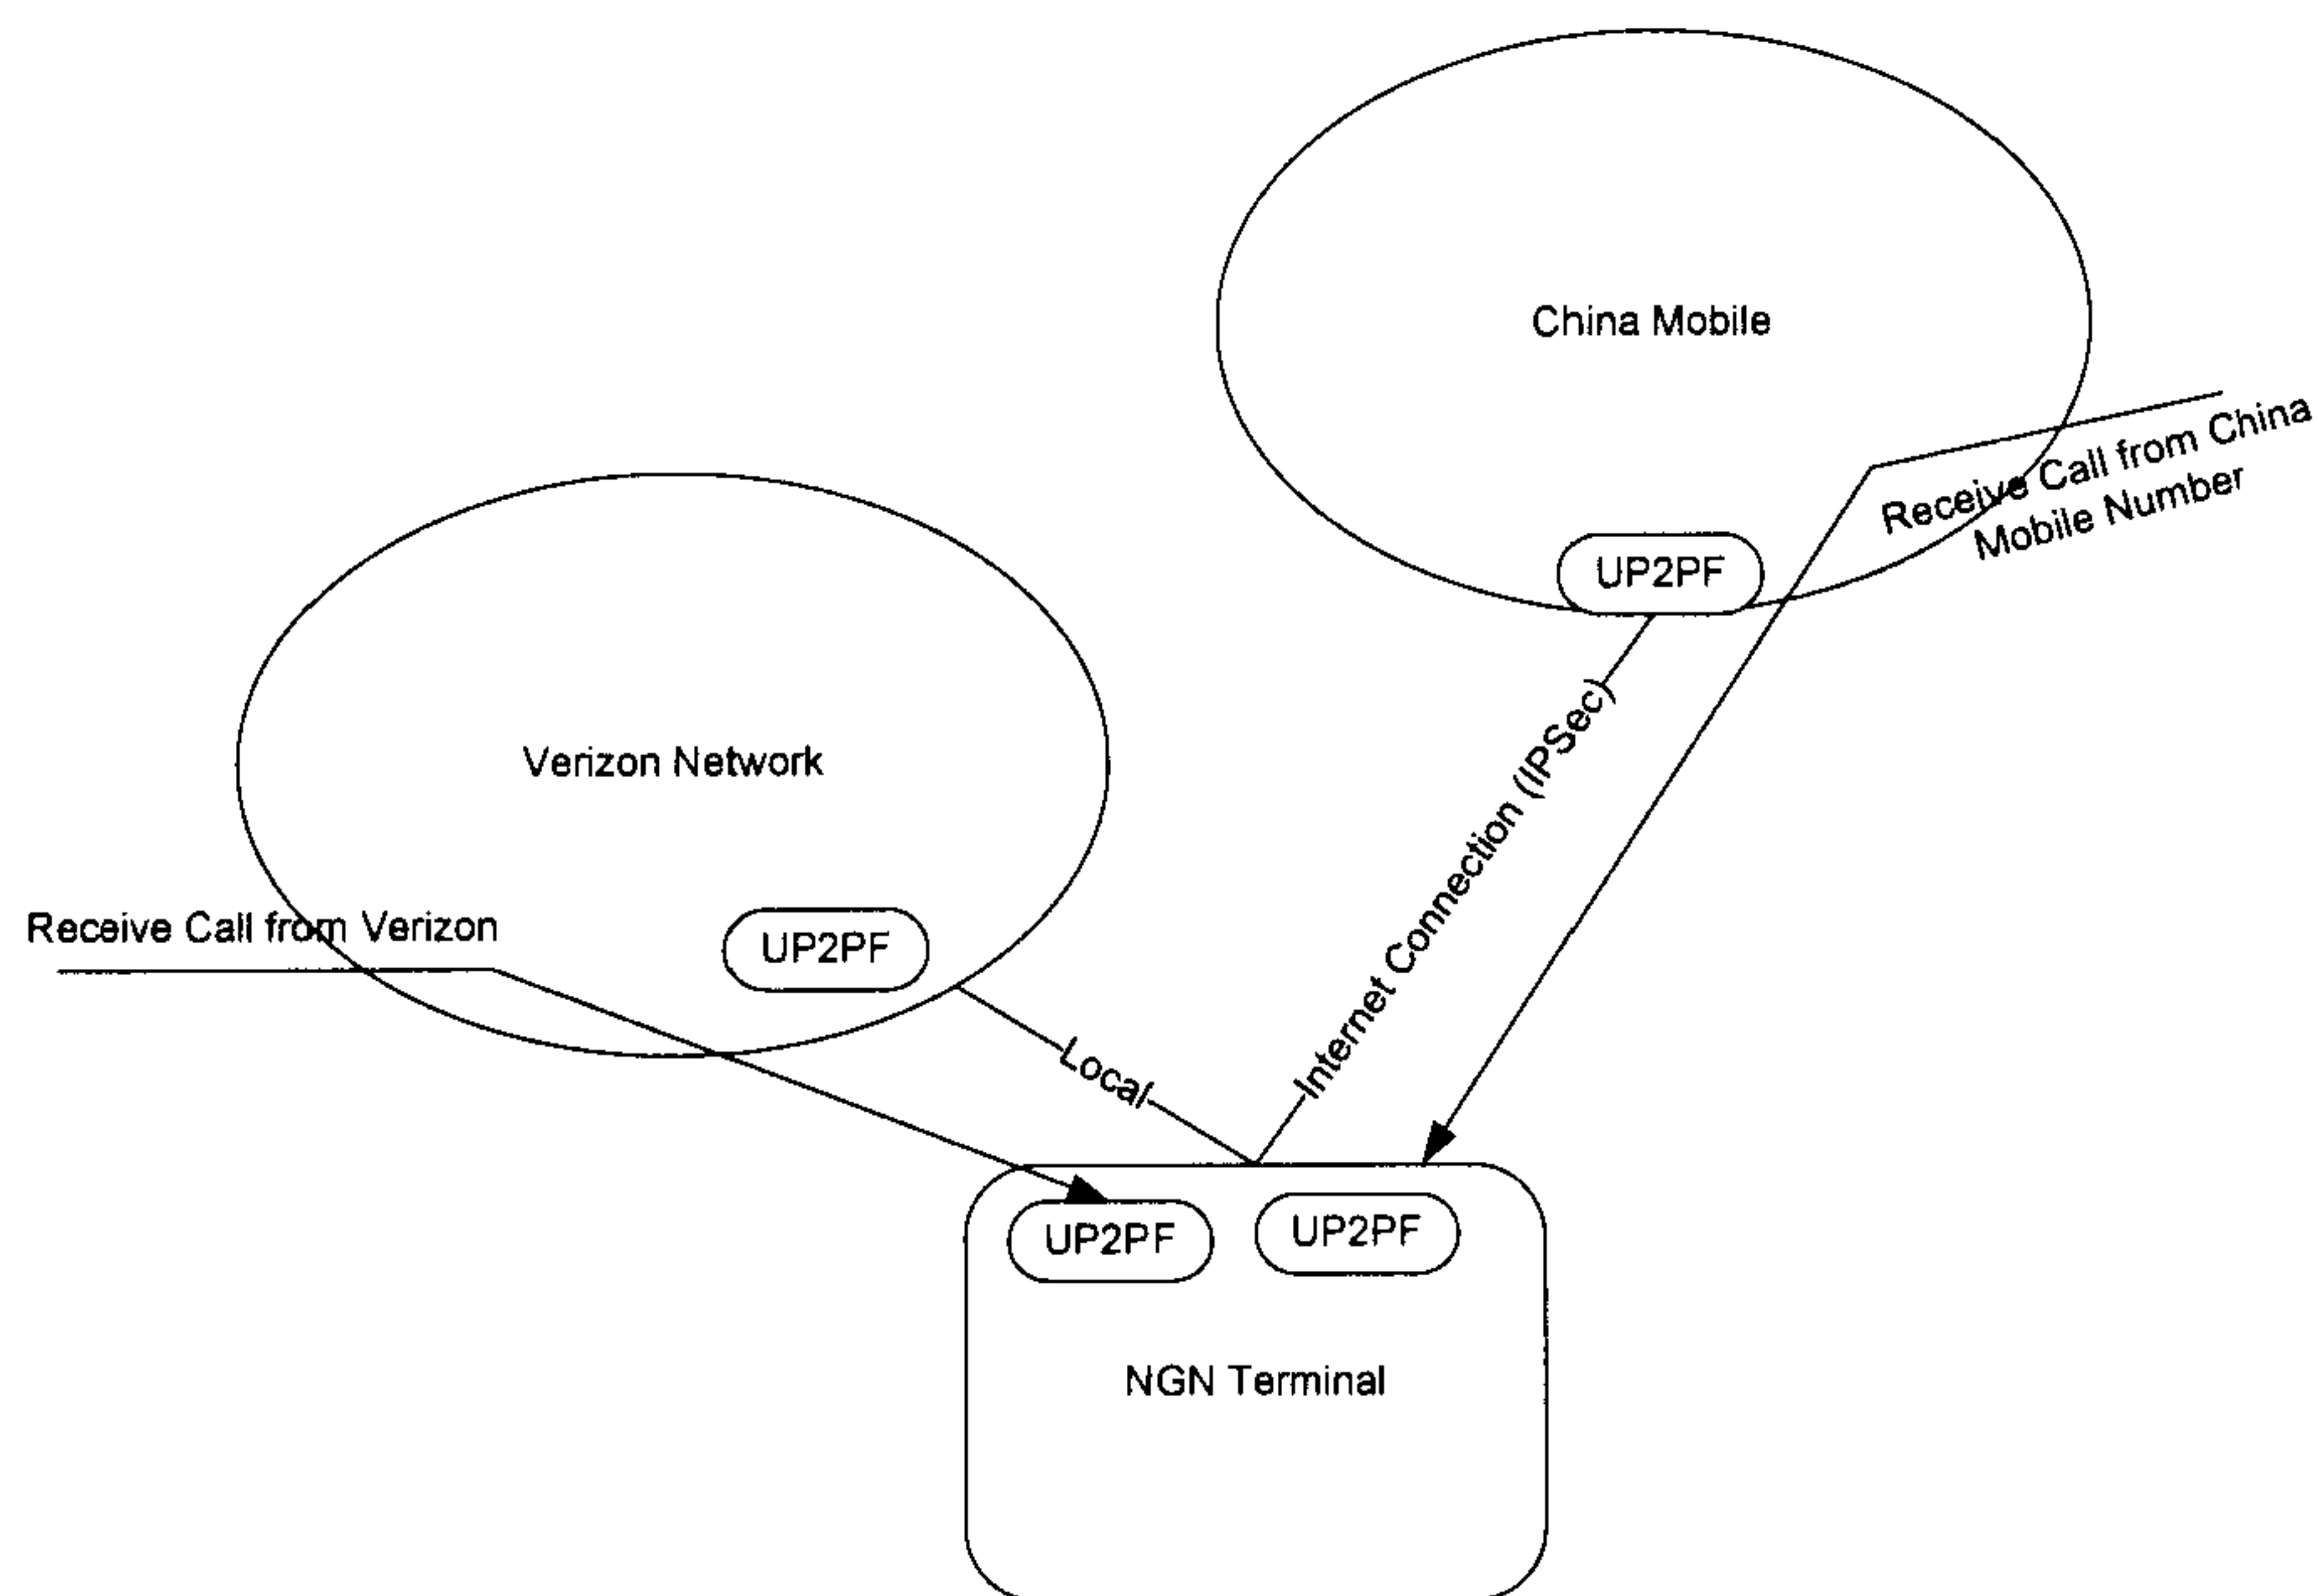 China Mobile
Receive Call from China
Mobile Number
UP2PF
Internet Connection (IPSec)
Verizon Network
Receive Call from Verizon
UP2PF
Local
UP2PF
UP2PF
NGN Terminal